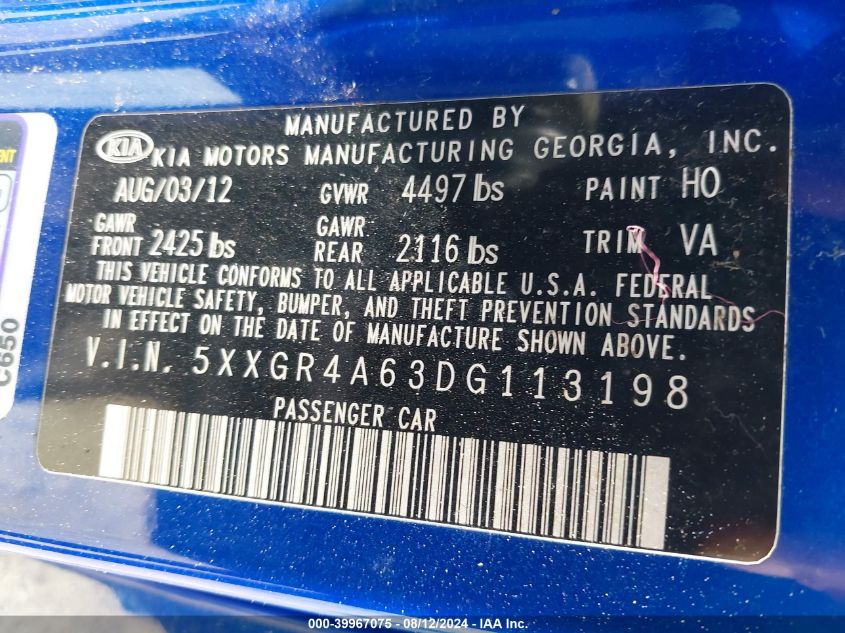 MANUFACTURED BY
KIA KIA MOTORS MANUFACTURING GEORGIA, INC.
AUG/03/12 GVWR 4497 lbs PAINT HO
GAWR FRONT 2425 lbs GAWR REAR 2116 lbs TRIM VA
THIS VEHICLE CONFORMS TO ALL APPLICABLE U.S.A. FEDERAL
MOTOR VEHICLE SAFETY, BUMPER, AND THEFT PREVENTION STANDARDS
IN EFFECT ON THE DATE OF MANUFACTURE SHOWN ABOVE.
V.I.N. 5XXGR4A63DG113198
PASSENGER CAR
C650
000-39967075 - 08/12/2024 - IAA Inc.